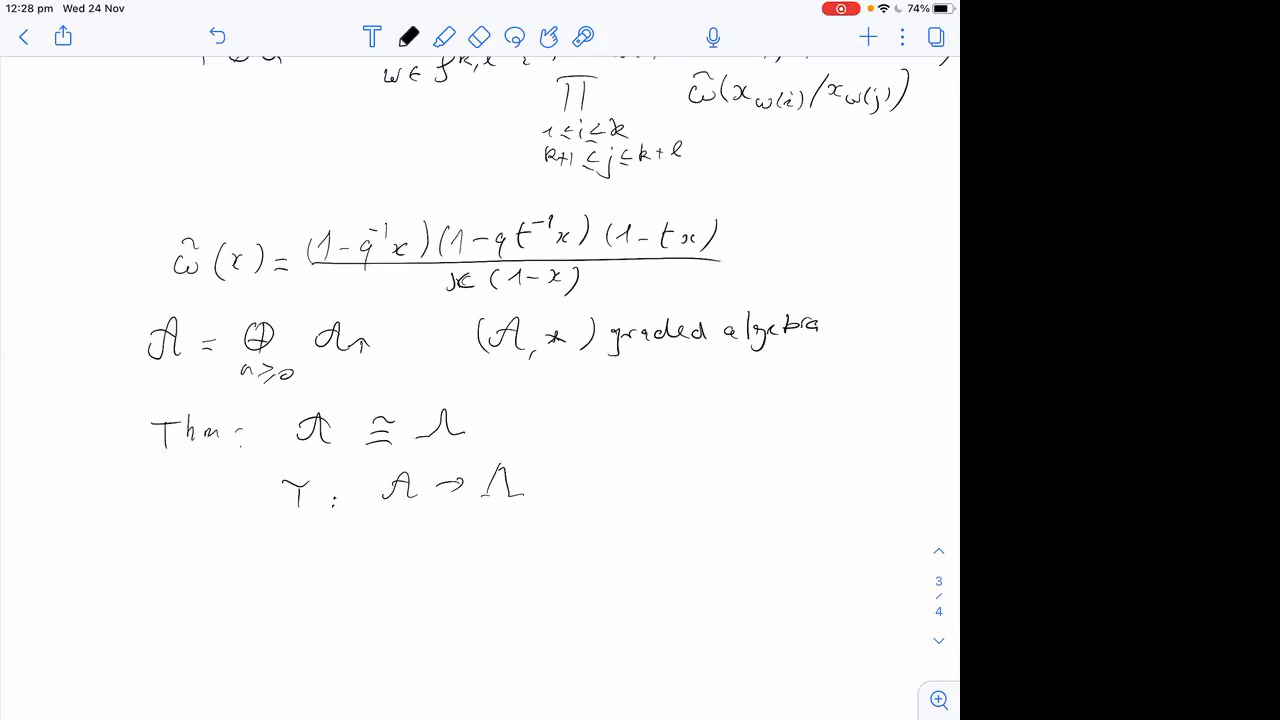 12:28 pm Wed 24 Nov
74%
T
w ∈ ∫^{k,l}
∏ ω̃(x_{w(i)}/x_{w(j)})
1≤i≤k
k+1≤j≤k+l
ω̃(x) = (1-q^{-1}x)(1-qt^{-1}x)(1-tx) / (1-x)
𝒜 = ⊕ 𝒜_n (𝒜, *) graded algebra
n≥0
Thm: 𝒜 ≅ Λ
Υ: 𝒜 → Λ
3
/
4